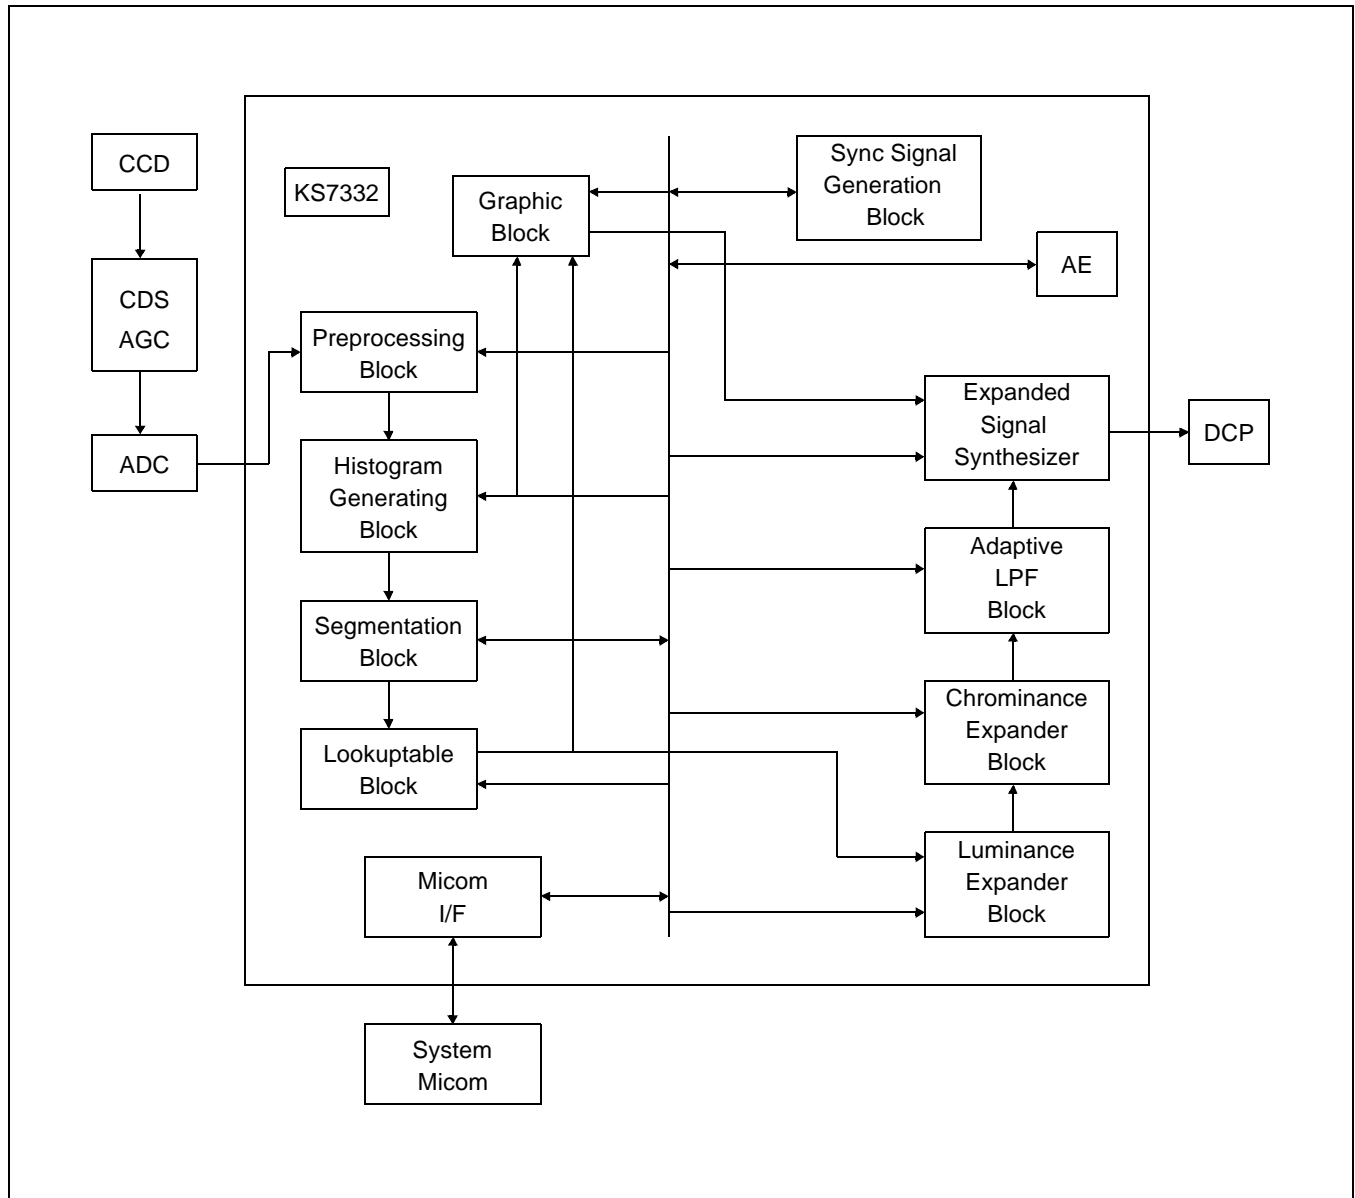 CCD
CDS
AGC
ADC
KS7332
Graphic
Block
Sync Signal
Generation
Block
AE
Preprocessing
Block
Histogram
Generating
Block
Segmentation
Block
Lookuptable
Block
Micom
I/F
System
Micom
Expanded
Signal
Synthesizer
DCP
Adaptive
LPF
Block
Chrominance
Expander
Block
Luminance
Expander
Block